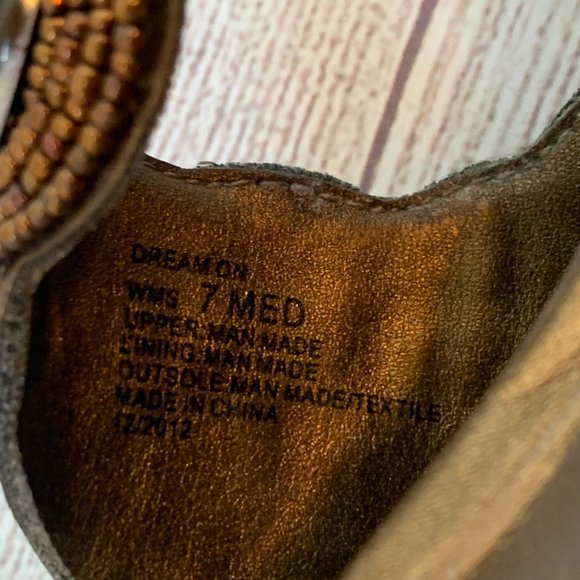 DREAM ON
WMS 7 MED
UPPER: MAN MADE
LINING: MAN MADE
OUTSOLE: MAN MADE/TEXTILE
MADE IN CHINA
12/2012